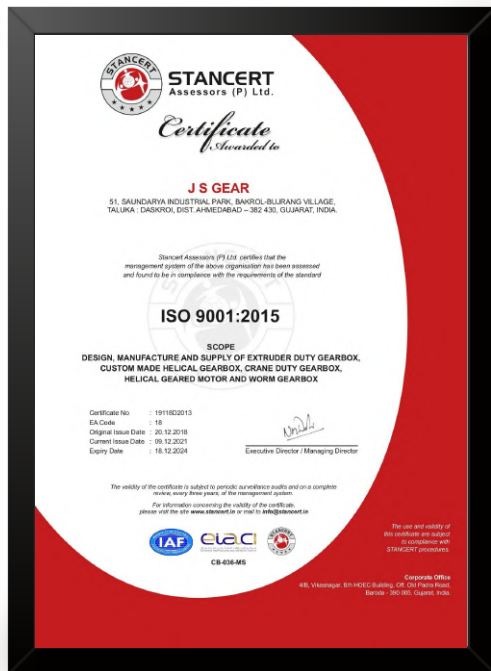 STANCERT
STANCERT
Assessors (P) Ltd.
Certificate
Awarded to
J S GEAR
51, SAUNDARYA INDUSTRIAL PARK, BAKROL-BUJRANG VILLAGE,
TALUKA : DASKROI, DIST. AHMEDABAD – 382 430, GUJARAT, INDIA.
Stancert Assessors (P) Ltd. certifies that the
management system of the above organisation has been assessed
and found to be in compliance with the requirements of the standard
ISO 9001:2015
SCOPE
DESIGN, MANUFACTURE AND SUPPLY OF EXTRUDER DUTY GEARBOX,
CUSTOM MADE HELICAL GEARBOX, CRANE DUTY GEARBOX,
HELICAL GEARED MOTOR AND WORM GEARBOX
Certificate No : 19118D2013
EA Code : 18
Original Issue Date : 20.12.2018
Current Issue Date : 09.12.2021
Expiry Date : 18.12.2024
Executive Director / Managing Director
The validity of the certificate is subject to periodic surveillance audits and on a complete
review, every three years, of the management system.
For information concerning the validity of the certificate,
please visit the site www.stancert.in or mail to info@stancert.in
IAF
eiaci
CB-036-MS
The use and validity of
this certificate are subject
to compliance with
STANCERT procedures.
Corporate Office
4/B, Vikasnagar, B/h HOEC Building, Off. Old Padra Road,
Baroda - 390 005, Gujarat, India.